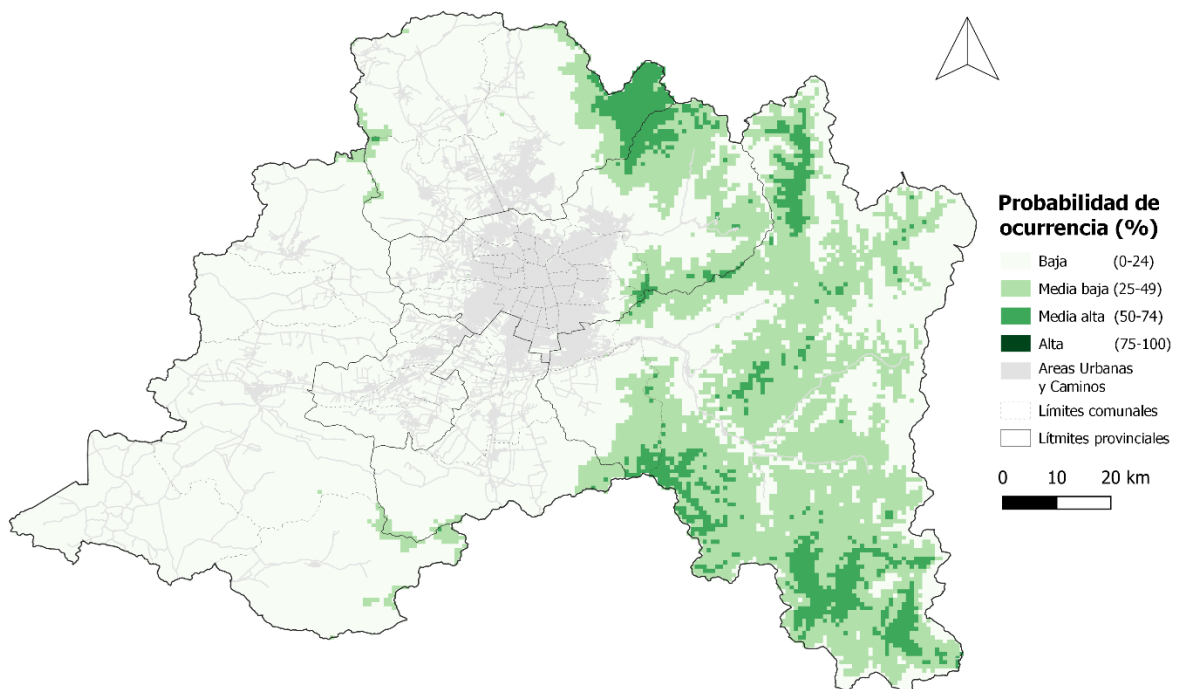 Probabilidad de
ocurrencia (%)
Baja (0-24)
Media baja (25-49)
Media alta (50-74)
Alta (75-100)
Areas Urbanas
y Caminos
Límites comunales
Lítmites provinciales
0 10 20 km